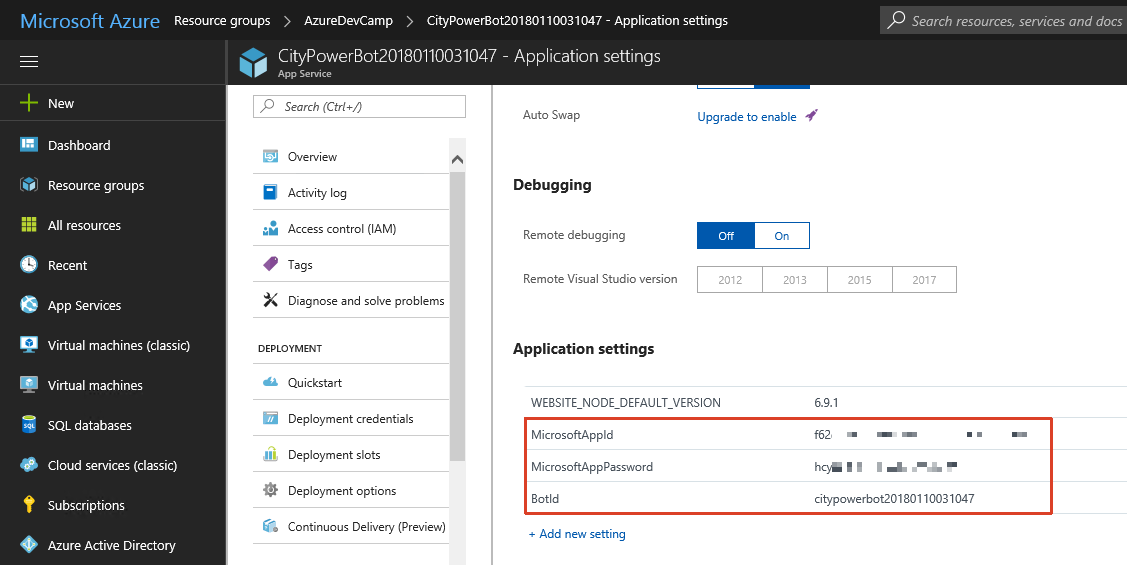 Microsoft Azure Resource groups > AzureDevCamp > CityPowerBot20180110031047 - Application settings
Search resources, services and docs
CityPowerBot20180110031047 - Application settings
App Service
New
Dashboard
Resource groups
All resources
Recent
App Services
Virtual machines (classic)
Virtual machines
SQL databases
Cloud services (classic)
Subscriptions
Azure Active Directory
Search (Ctrl+/)
Overview
Activity log
Access control (IAM)
Tags
Diagnose and solve problems
DEPLOYMENT
Quickstart
Deployment credentials
Deployment slots
Deployment options
Continuous Delivery (Preview)
Auto Swap Upgrade to enable
Debugging
Remote debugging Off On
Remote Visual Studio version 2012 2013 2015 2017
Application settings
WEBSITE_NODE_DEFAULT_VERSION 6.9.1
MicrosoftAppId f62
MicrosoftAppPassword hcy
BotId citypowerbot20180110031047
+ Add new setting